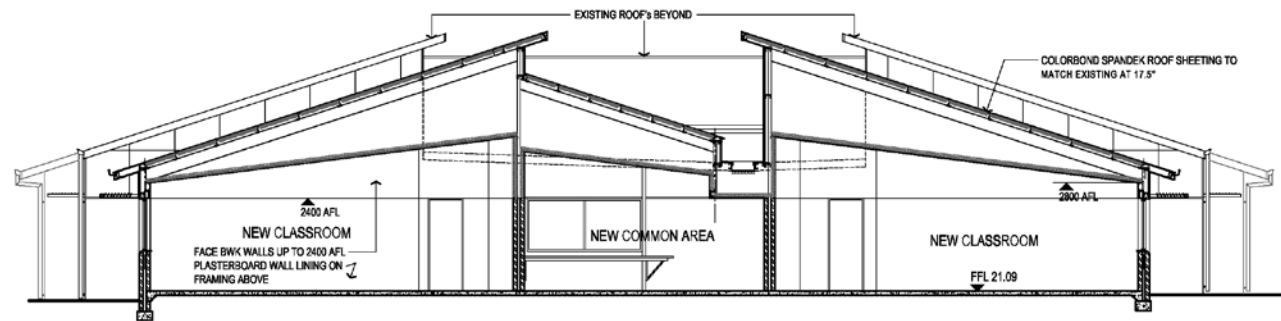 EXISTING ROOF's BEYOND
COLORBOND SPANDEK ROOF SHEETING TO
MATCH EXISTING AT 17.5°
2400 AFL
2800 AFL
NEW CLASSROOM
NEW COMMON AREA
NEW CLASSROOM
FACE BWK WALLS UP TO 2400 AFL
PLASTERBOARD WALL LINING ON
FRAMING ABOVE
FFL 21.09